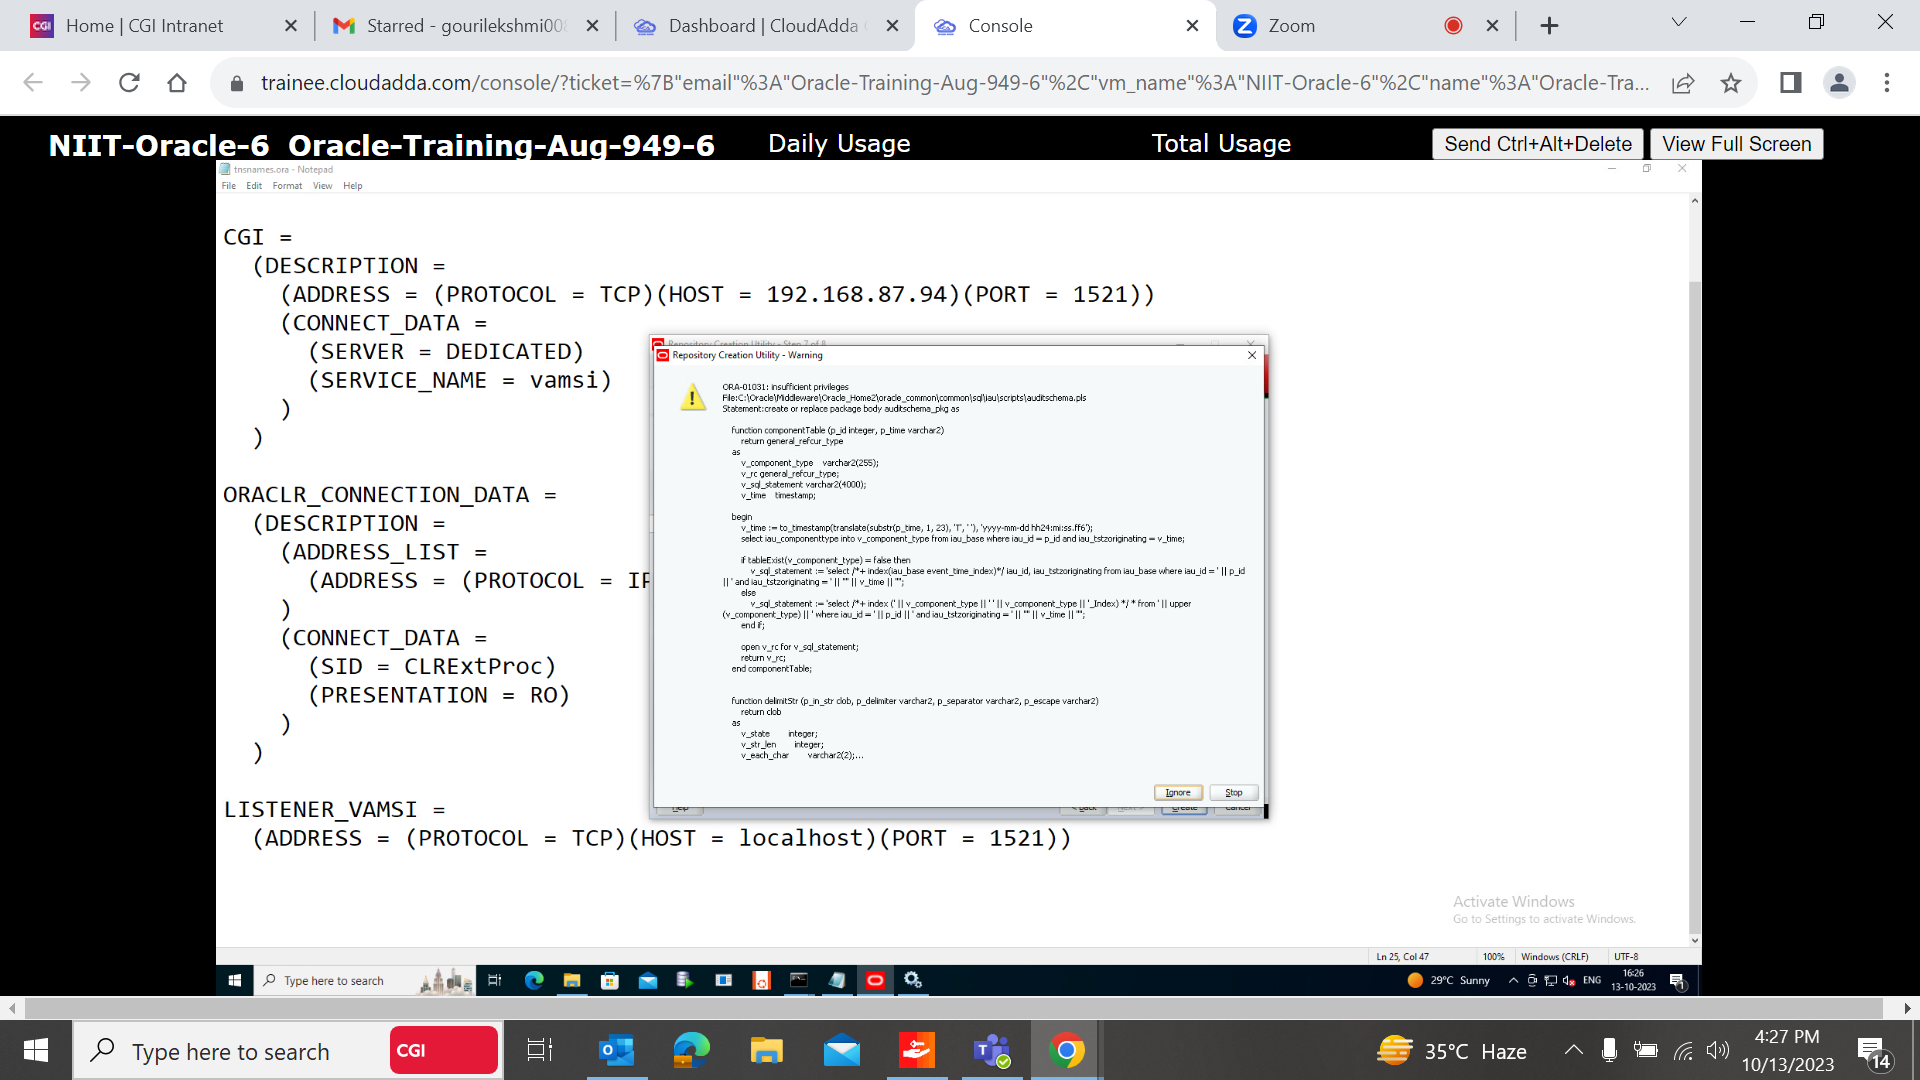 Home | CGI Intranet
Starred - gourilekshmi008
Dashboard | CloudAdda
Console
Zoom
trainee.cloudadda.com/console/?ticket=%7B"email"%3A"Oracle-Training-Aug-949-6"%2C"vm_name"%3A"NIIT-Oracle-6"%2C"name"%3A"Oracle-Tra...
NIIT-Oracle-6 Oracle-Training-Aug-949-6 Daily Usage Total Usage Send Ctrl+Alt+Delete View Full Screen
tnsnames.ora - Notepad
File Edit Format View Help
CGI =
(DESCRIPTION =
(ADDRESS = (PROTOCOL = TCP)(HOST = 192.168.87.94)(PORT = 1521))
(CONNECT_DATA =
(SERVER = DEDICATED)
(SERVICE_NAME = vamsi)
)
)
ORACLR_CONNECTION_DATA =
(DESCRIPTION =
(ADDRESS_LIST =
(ADDRESS = (PROTOCOL = IP
)
(CONNECT_DATA =
(SID = CLRExtProc)
(PRESENTATION = RO)
)
)
LISTENER_VAMSI =
(ADDRESS = (PROTOCOL = TCP)(HOST = localhost)(PORT = 1521))
Repository Creation Utility - Step 7 of 8
Repository Creation Utility - Warning
ORA-01031: insufficient privileges
File:C:\Oracle\Middleware\Oracle_Home2\oracle_common\common\sql\iau\scripts\auditschema.pls
Statement:create or replace package body auditschema_pkg as
function componentTable (p_id integer, p_time varchar2)
return general_refcur_type
as
v_component_type varchar2(255);
v_rc general_refcur_type;
v_sql_statement varchar2(4000);
v_time timestamp;
begin
v_time := to_timestamp(translate(substr(p_time, 1, 23), 'T', ' '), 'yyyy-mm-dd hh24:mi:ss.ff6');
select iau_componenttype into v_component_type from iau_base where iau_id = p_id and iau_tstzoriginating = v_time;
if tableExist(v_component_type) = false then
v_sql_statement := 'select /*+ index(iau_base event_time_index)*/ iau_id, iau_tstzoriginating from iau_base where iau_id = ' || p_id
|| ' and iau_tstzoriginating = ' || '''' || v_time || '''';
else
v_sql_statement := 'select /*+ index (' || v_component_type || ' ' || v_component_type || '_Index) */ * from ' || upper
(v_component_type) || ' where iau_id = ' || p_id || ' and iau_tstzoriginating = ' || '''' || v_time || '''';
end if;
open v_rc for v_sql_statement;
return v_rc;
end componentTable;
function delimitStr (p_in_str clob, p_delimiter varchar2, p_separator varchar2, p_escape varchar2)
return clob
as
v_state integer;
v_str_len integer;
v_each_char varchar2(2);...
Ignore Stop
Help < Back Next > Create Cancel
Activate Windows
Go to Settings to activate Windows.
Ln 25, Col 47 100% Windows (CRLF) UTF-8
Type here to search
29°C Sunny
ENG
16:26
13-10-2023
1
Type here to search
CGI
35°C Haze
4:27 PM
10/13/2023
14